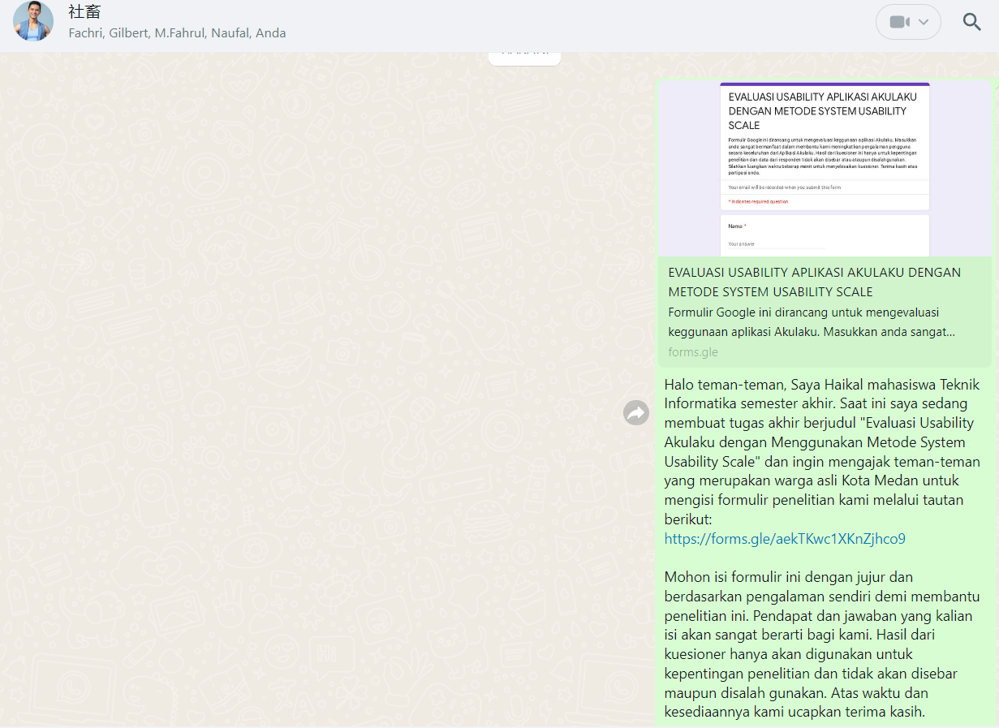 社畜
Fachri, Gilbert, M.Fahrul, Naufal, Anda
EVALUASI USABILITY APLIKASI AKULAKU
DENGAN METODE SYSTEM USABILITY
SCALE
Formulir Google ini dirancang untuk mengevaluasi keggunaan aplikasi Akulaku. Masukkan
anda sangat bermanfaat dalam membantu kami meningkatkan pengalaman pengguna
secara keseluruhan dari Aplikasi Akulaku. Hasil dari kuesioner ini hanya untuk kepentingan
penelitian dan data dari responden tidak akan disebar atau ataupun disalahgunakan.
Silahkan luangkan waktu beberap menit untuk menyelesaikan kuesioner. Terima kasih atas
partipasi anda.
Your email will be recorded when you submit this form
* Indicates required question
Nama *
Your answer
EVALUASI USABILITY APLIKASI AKULAKU DENGAN
METODE SYSTEM USABILITY SCALE
Formulir Google ini dirancang untuk mengevaluasi
keggunaan aplikasi Akulaku. Masukkan anda sangat...
forms.gle
Halo teman-teman, Saya Haikal mahasiswa Teknik
Informatika semester akhir. Saat ini saya sedang
membuat tugas akhir berjudul "Evaluasi Usability
Akulaku dengan Menggunakan Metode System
Usability Scale" dan ingin mengajak teman-teman
yang merupakan warga asli Kota Medan untuk
mengisi formulir penelitian kami melalui tautan
berikut:
https://forms.gle/aekTKwc1XKnZjhco9
Mohon isi formulir ini dengan jujur dan
berdasarkan pengalaman sendiri demi membantu
penelitian ini. Pendapat dan jawaban yang kalian
isi akan sangat berarti bagi kami. Hasil dari
kuesioner hanya akan digunakan untuk
kepentingan penelitian dan tidak akan disebar
maupun disalah gunakan. Atas waktu dan
kesediaannya kami ucapkan terima kasih.